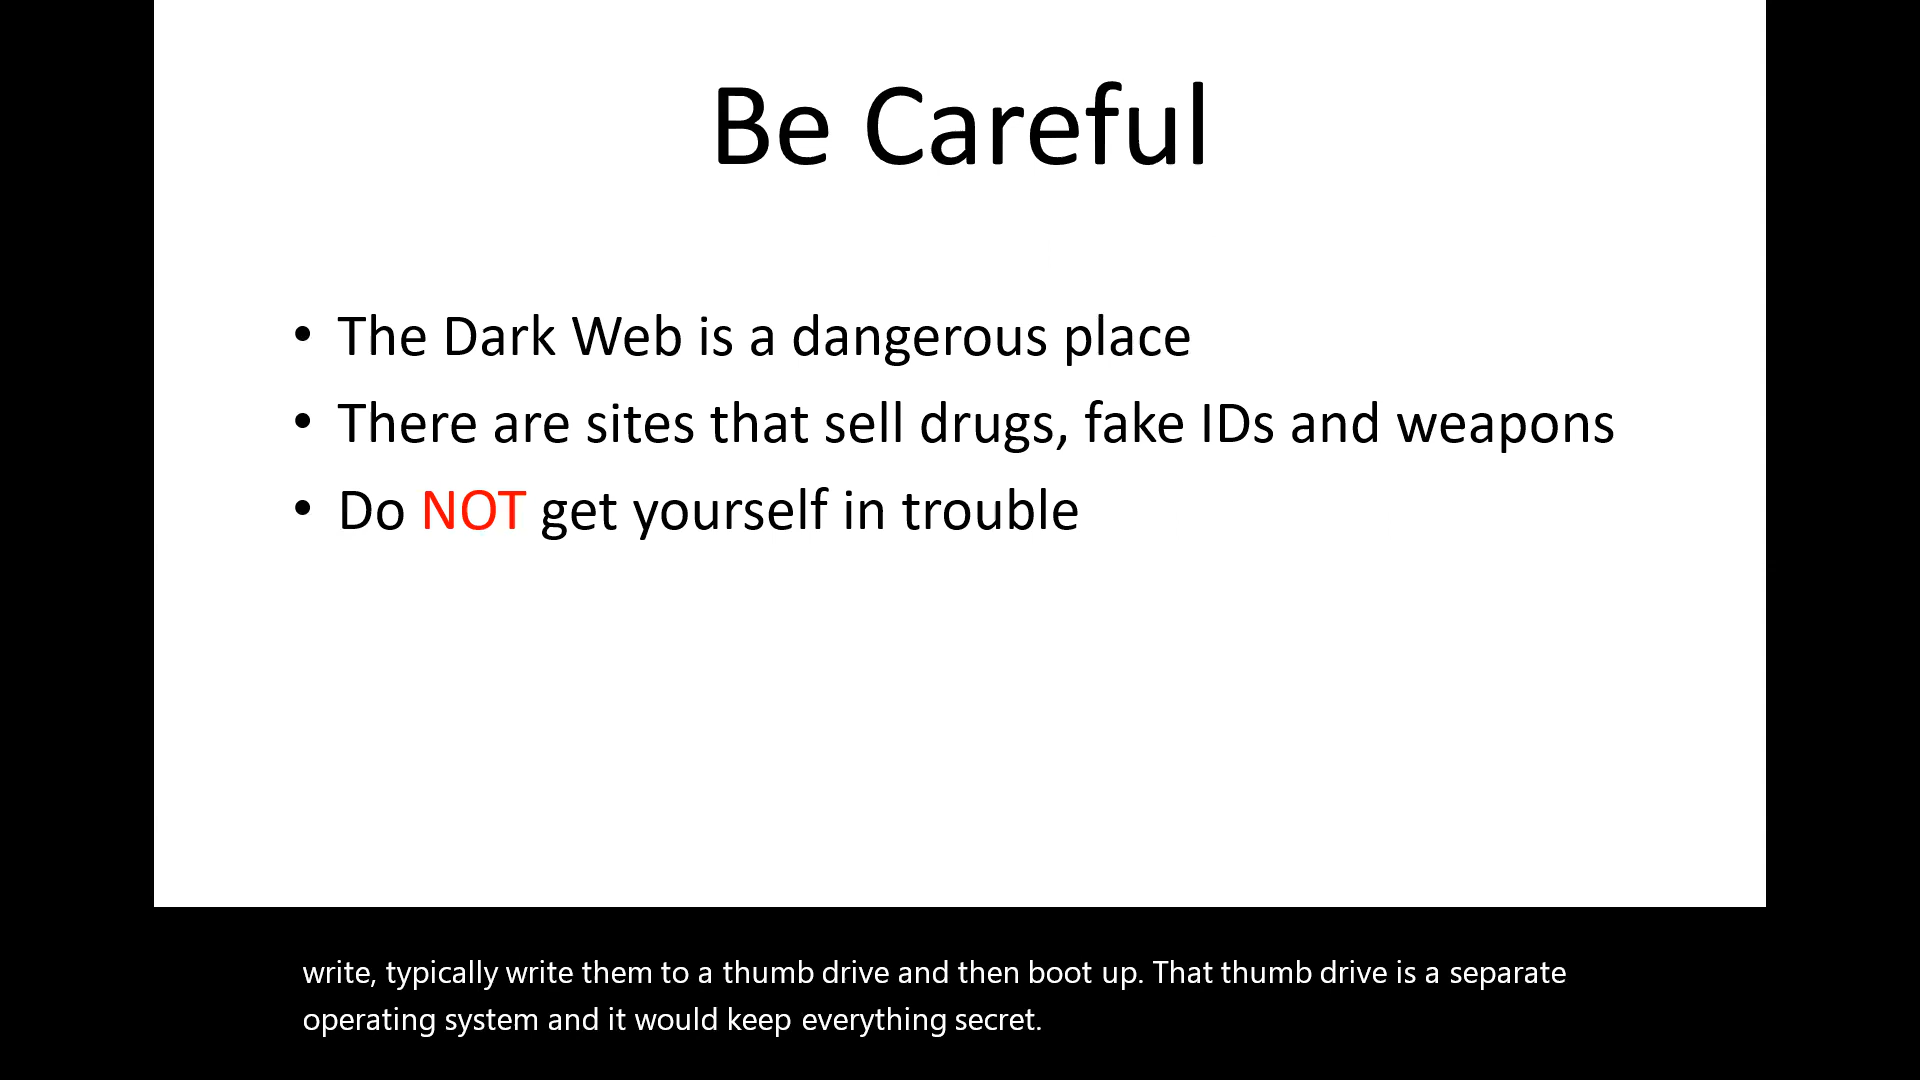 Be Careful
• The Dark Web is a dangerous place
• There are sites that sell drugs, fake IDs and weapons
• Do NOT get yourself in trouble
write, typically write them to a thumb drive and then boot up. That thumb drive is a separate
operating system and it would keep everything secret.